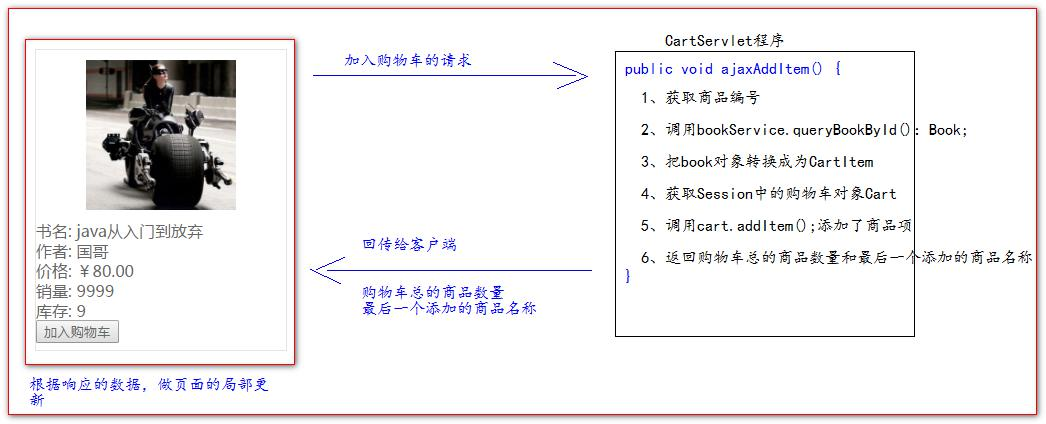 CartServlet程序
加入购物车的请求
public void ajaxAddItem() {
1、获取商品编号
2、调用bookService.queryBookById(): Book;
3、把book对象转换成为CartItem
4、获取Session中的购物车对象Cart
5、调用cart.addItem();添加了商品项
6、返回购物车总的商品数量和最后一个添加的商品名称
}
书名: java从入门到放弃
作者: 国哥
价格: ￥80.00
销量: 9999
库存: 9
加入购物车
回传给客户端
购物车总的商品数量
最后一个添加的商品名称
根据响应的数据，做页面的局部更
新